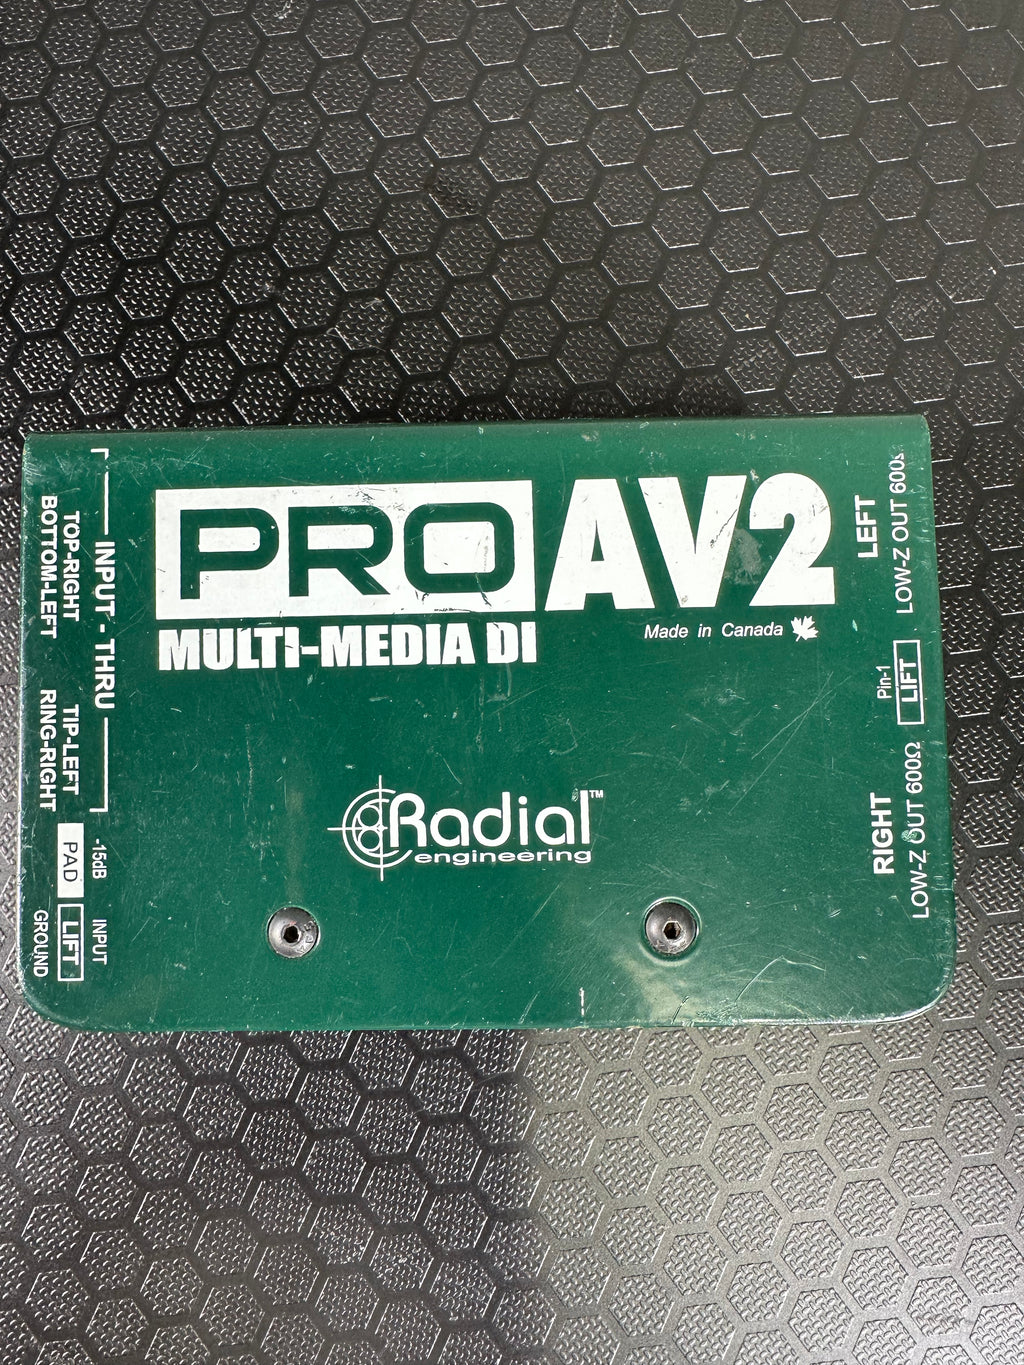 PRO AV2
MULTI-MEDIA DI
Made in Canada
Radial™
engineering
INPUT - THRU
TOP-RIGHT
BOTTOM-LEFT
TIP-LEFT
RING-RIGHT
-15dB
PAD
INPUT
LIFT
GROUND
LEFT
LOW-Z OUT 600Ω
Pin-1
LIFT
RIGHT
LOW-Z OUT 600Ω